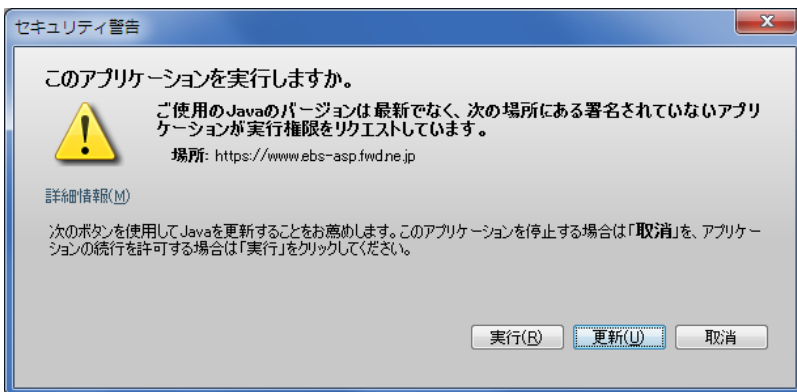 セキュリティ警告
このアプリケーションを実行しますか。
ご使用のJavaのバージョンは最新でなく、次の場所にある署名されていないアプリ
ケーションが実行権限をリクエストしています。
場所: https://www.ebs-asp.fwd.ne.jp
詳細情報(M)
次のボタンを使用してJavaを更新することをお薦めします。このアプリケーションを停止する場合は「取消」を、アプリケー
ションの続行を許可する場合は「実行」をクリックしてください。
実行(R) 更新(U) 取消